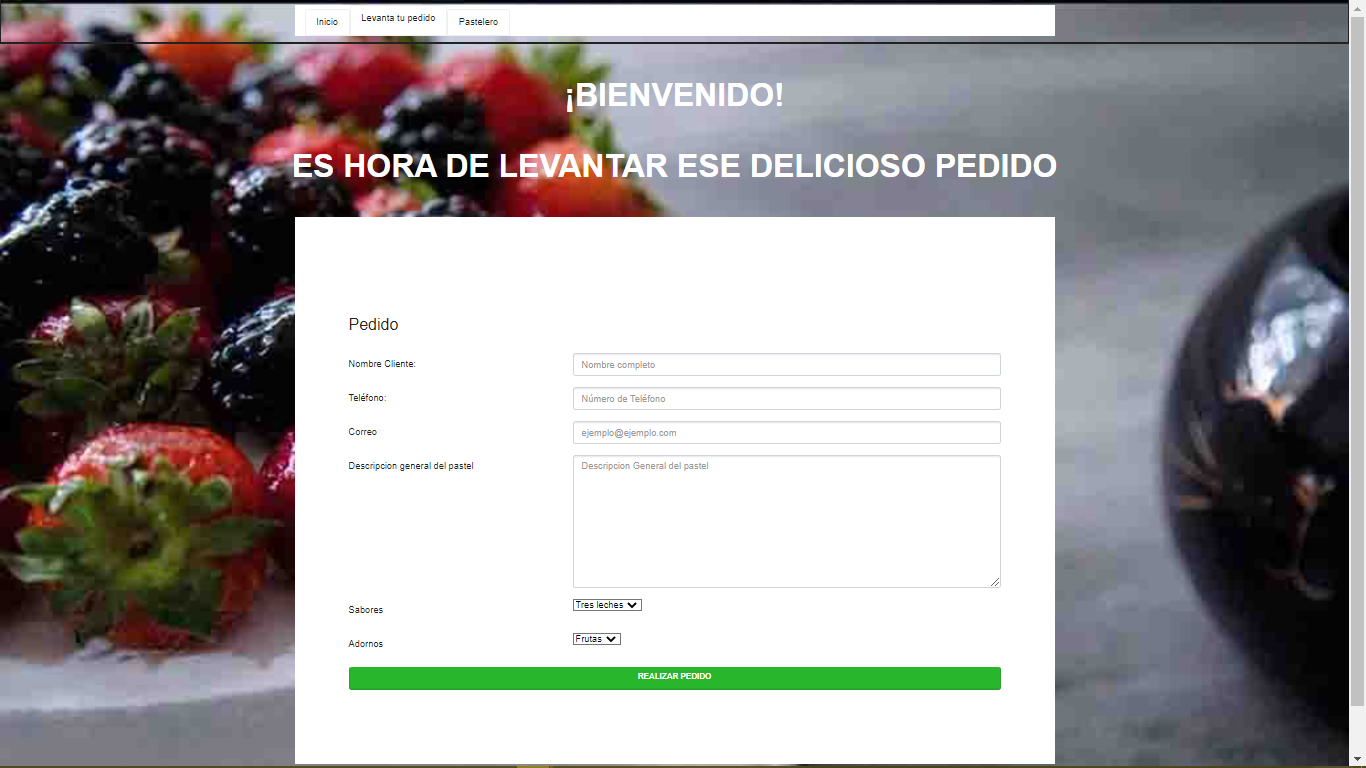 Inicio Levanta tu pedido Pastelero
¡BIENVENIDO!
ES HORA DE LEVANTAR ESE DELICIOSO PEDIDO
Pedido
Nombre Cliente: Nombre completo
Teléfono: Número de Teléfono
Correo ejemplo@ejemplo.com
Descripcion general del pastel Descripcion General del pastel
Sabores Tres leches
Adornos Frutas
REALIZAR PEDIDO